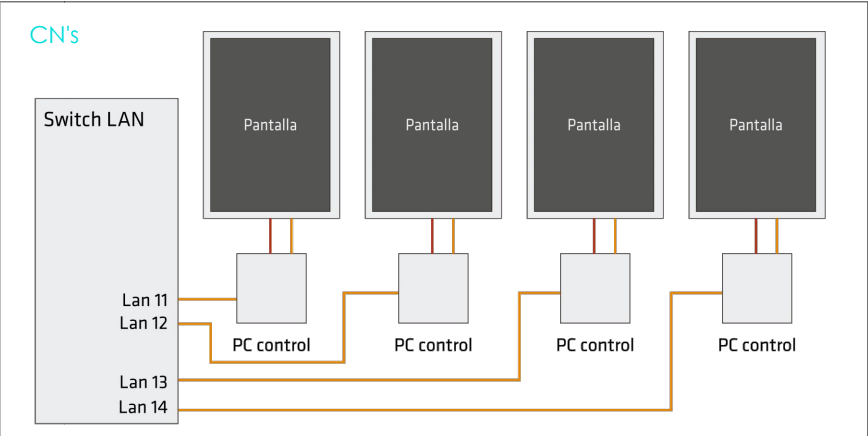 CN's
Switch LAN
Pantalla
Pantalla
Pantalla
Pantalla
Lan 11
Lan 12
Lan 13
Lan 14
PC control
PC control
PC control
PC control